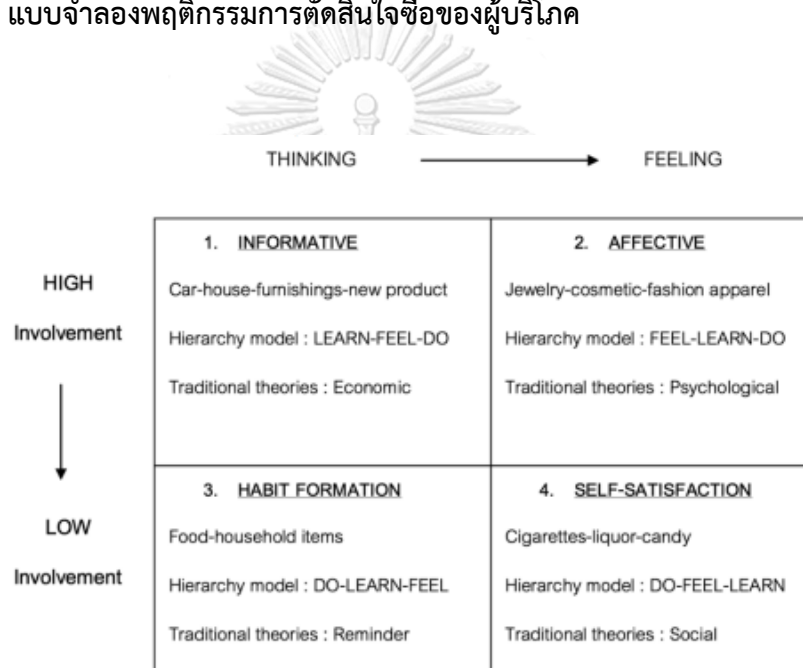 แบบจำลองพฤติกรรมการตัดสินใจซื้อของผู้บริโภค
THINKING FEELING
HIGH
Involvement
1. INFORMATIVE
Car-house-furnishings-new product
Hierarchy model : LEARN-FEEL-DO
Traditional theories : Economic
2. AFFECTIVE
Jewelry-cosmetic-fashion apparel
Hierarchy model : FEEL-LEARN-DO
Traditional theories : Psychological
LOW
Involvement
3. HABIT FORMATION
Food-household items
Hierarchy model : DO-LEARN-FEEL
Traditional theories : Reminder
4. SELF-SATISFACTION
Cigarettes-liquor-candy
Hierarchy model : DO-FEEL-LEARN
Traditional theories : Social